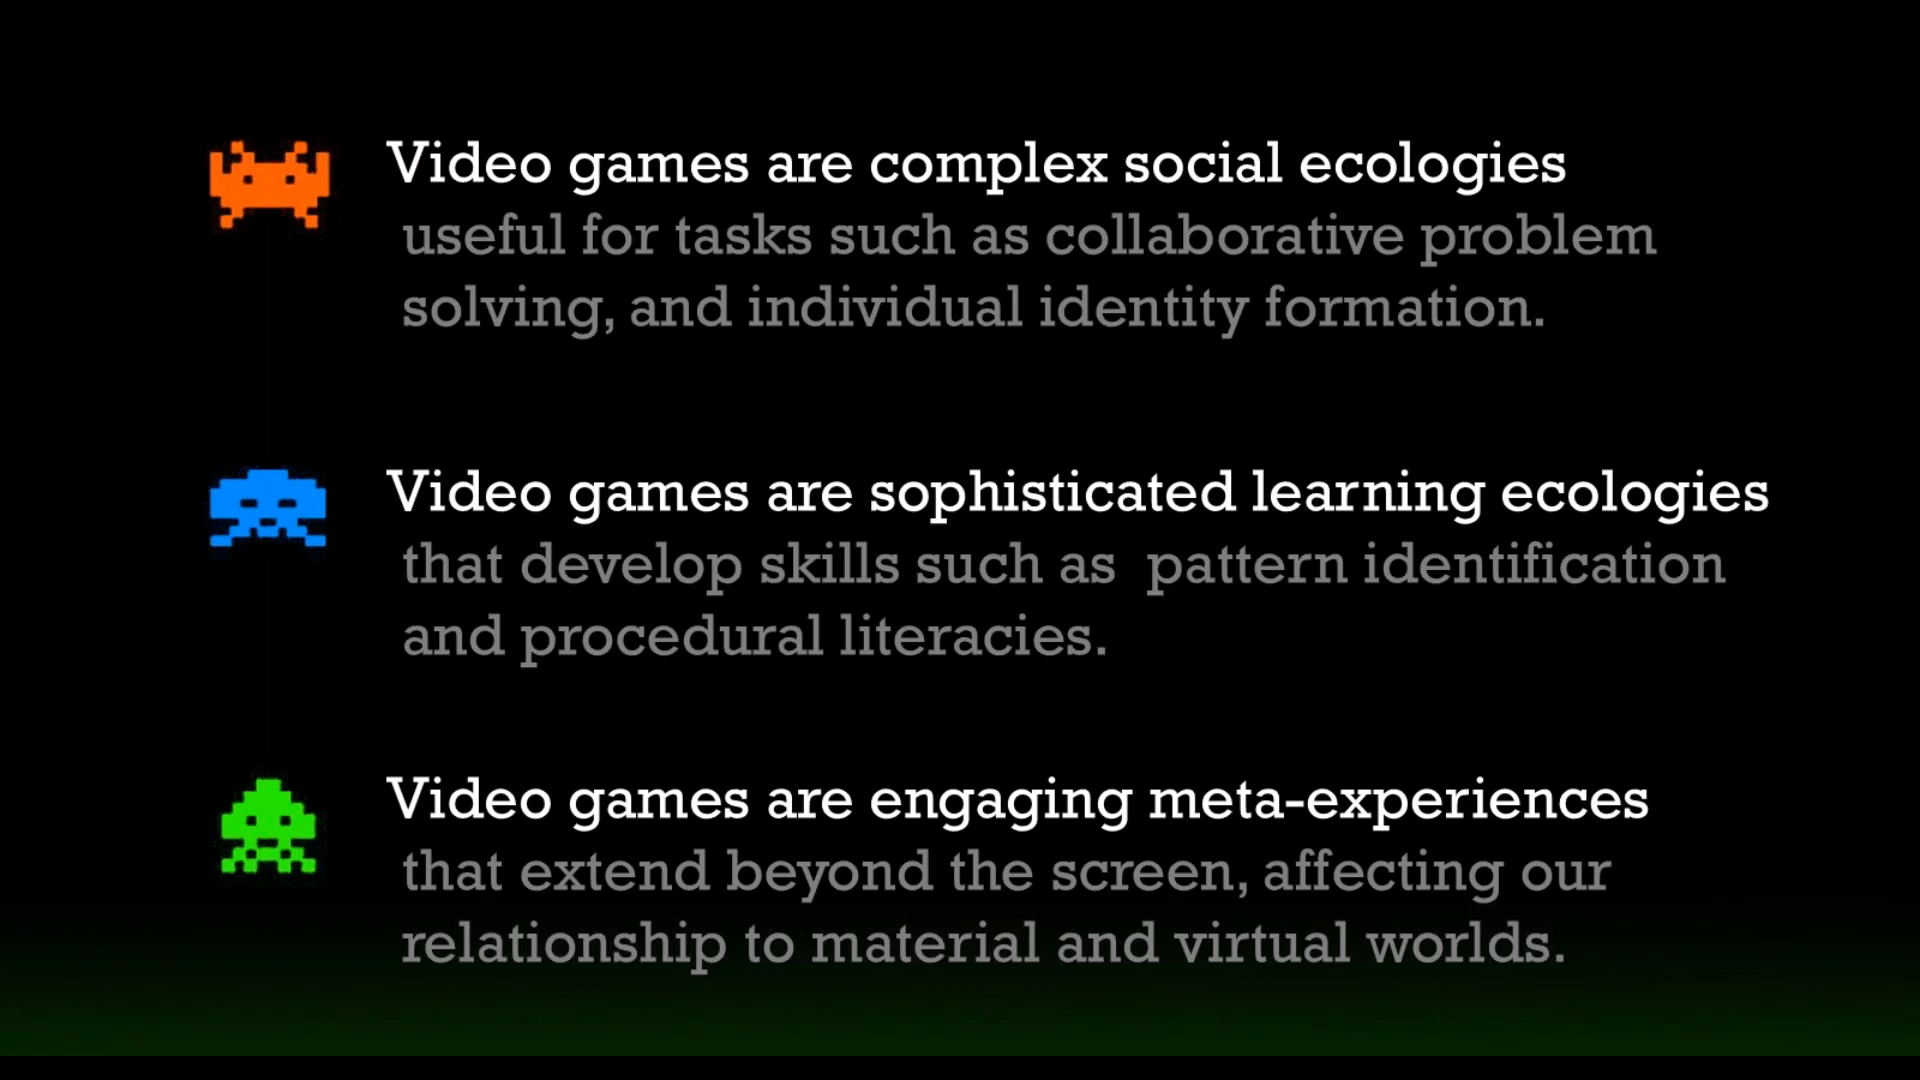 Video games are complex social ecologies
useful for tasks such as collaborative problem
solving, and individual identity formation.
Video games are sophisticated learning ecologies
that develop skills such as  pattern identification
and procedural literacies.
Video games are engaging meta-experiences
that extend beyond the screen, affecting our
relationship to material and virtual worlds.